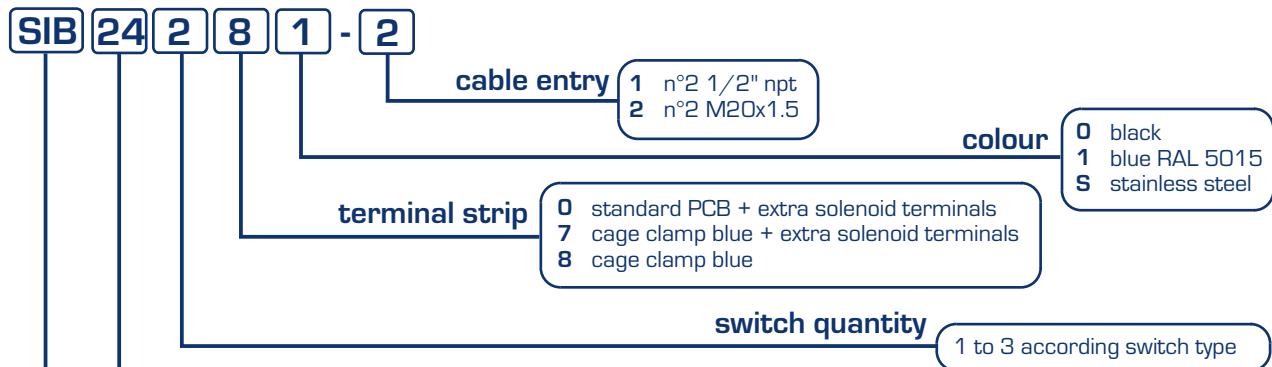 SIB 24 2 8 1 - 2
cable entry
1 n°2 1/2" npt
2 n°2 M20x1.5
colour
0 black
1 blue RAL 5015
S stainless steel
terminal strip
0 standard PCB + extra solenoid terminals
7 cage clamp blue + extra solenoid terminals
8 cage clamp blue
switch quantity
1 to 3 according switch type